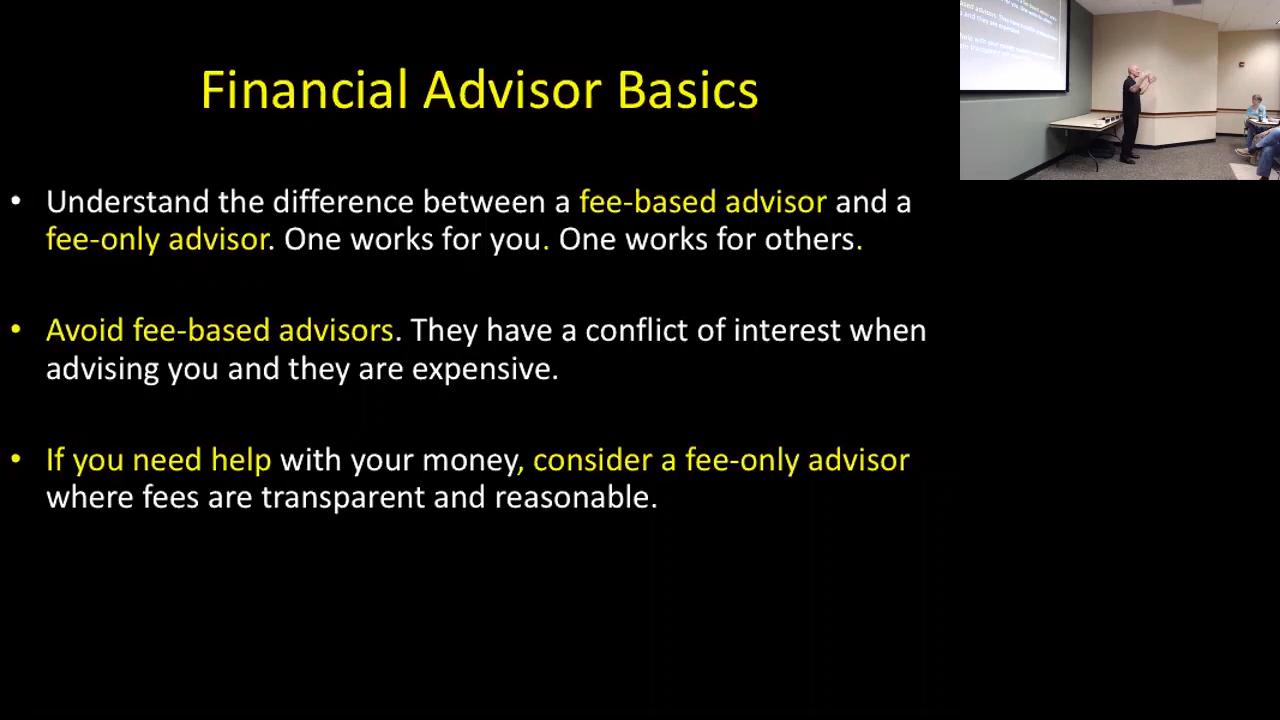 Financial Advisor Basics
• Understand the difference between a fee-based advisor and a
fee-only advisor. One works for you. One works for others.
• Avoid fee-based advisors. They have a conflict of interest when
advising you and they are expensive.
• If you need help with your money, consider a fee-only advisor
where fees are transparent and reasonable.